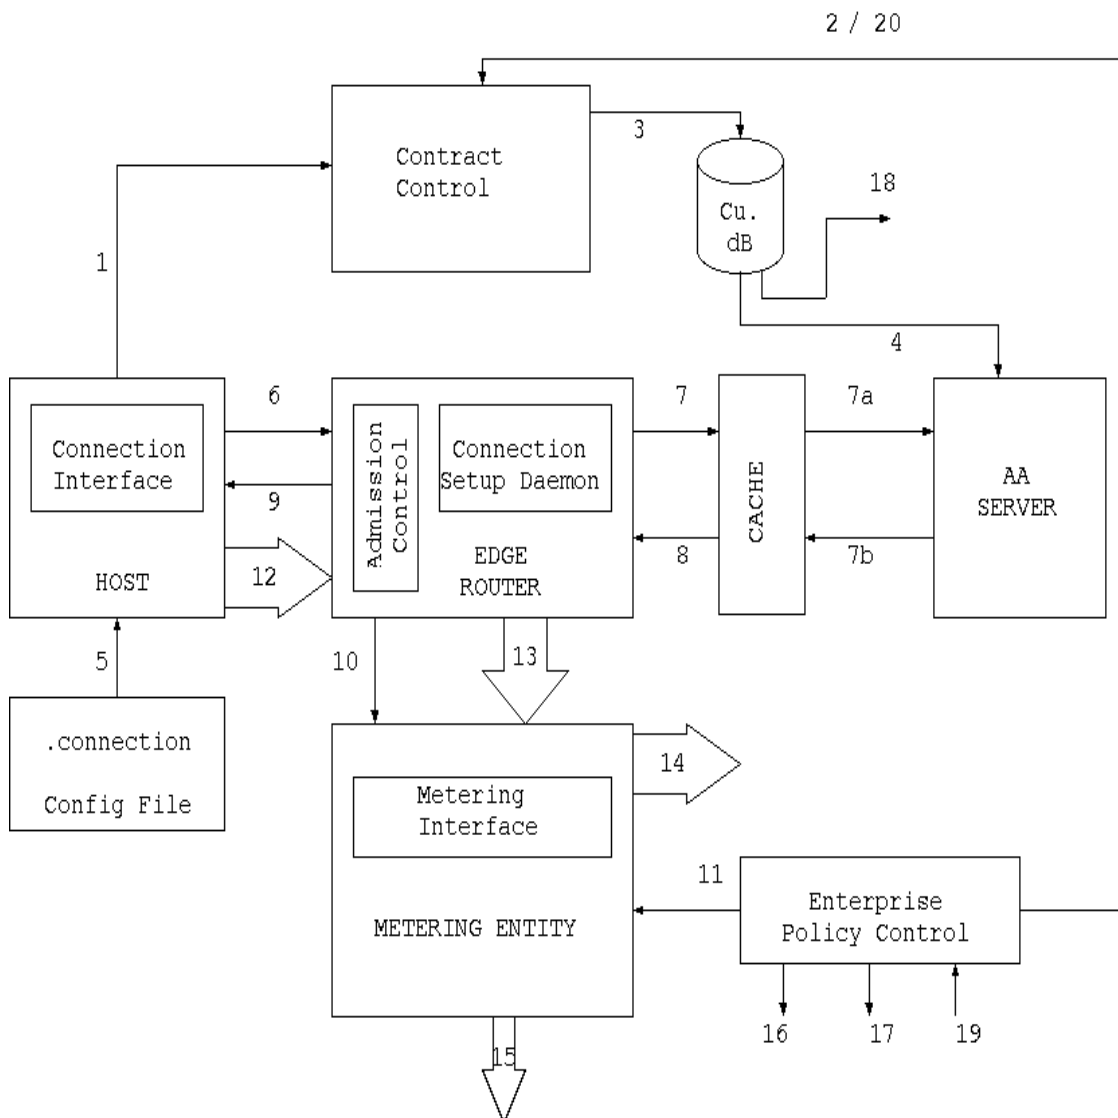 2 / 20
3
Contract
Control
18
Cu.
dB
1
4
6
7
7a
Connection
Interface
Admission
Control
Connection
Setup Daemon
CACHE
AA
SERVER
9
8
7b
EDGE
ROUTER
HOST
12
5
10
13
.connection
Config File
14
Metering
Interface
11
METERING ENTITY
Enterprise
Policy Control
15
16
17
19